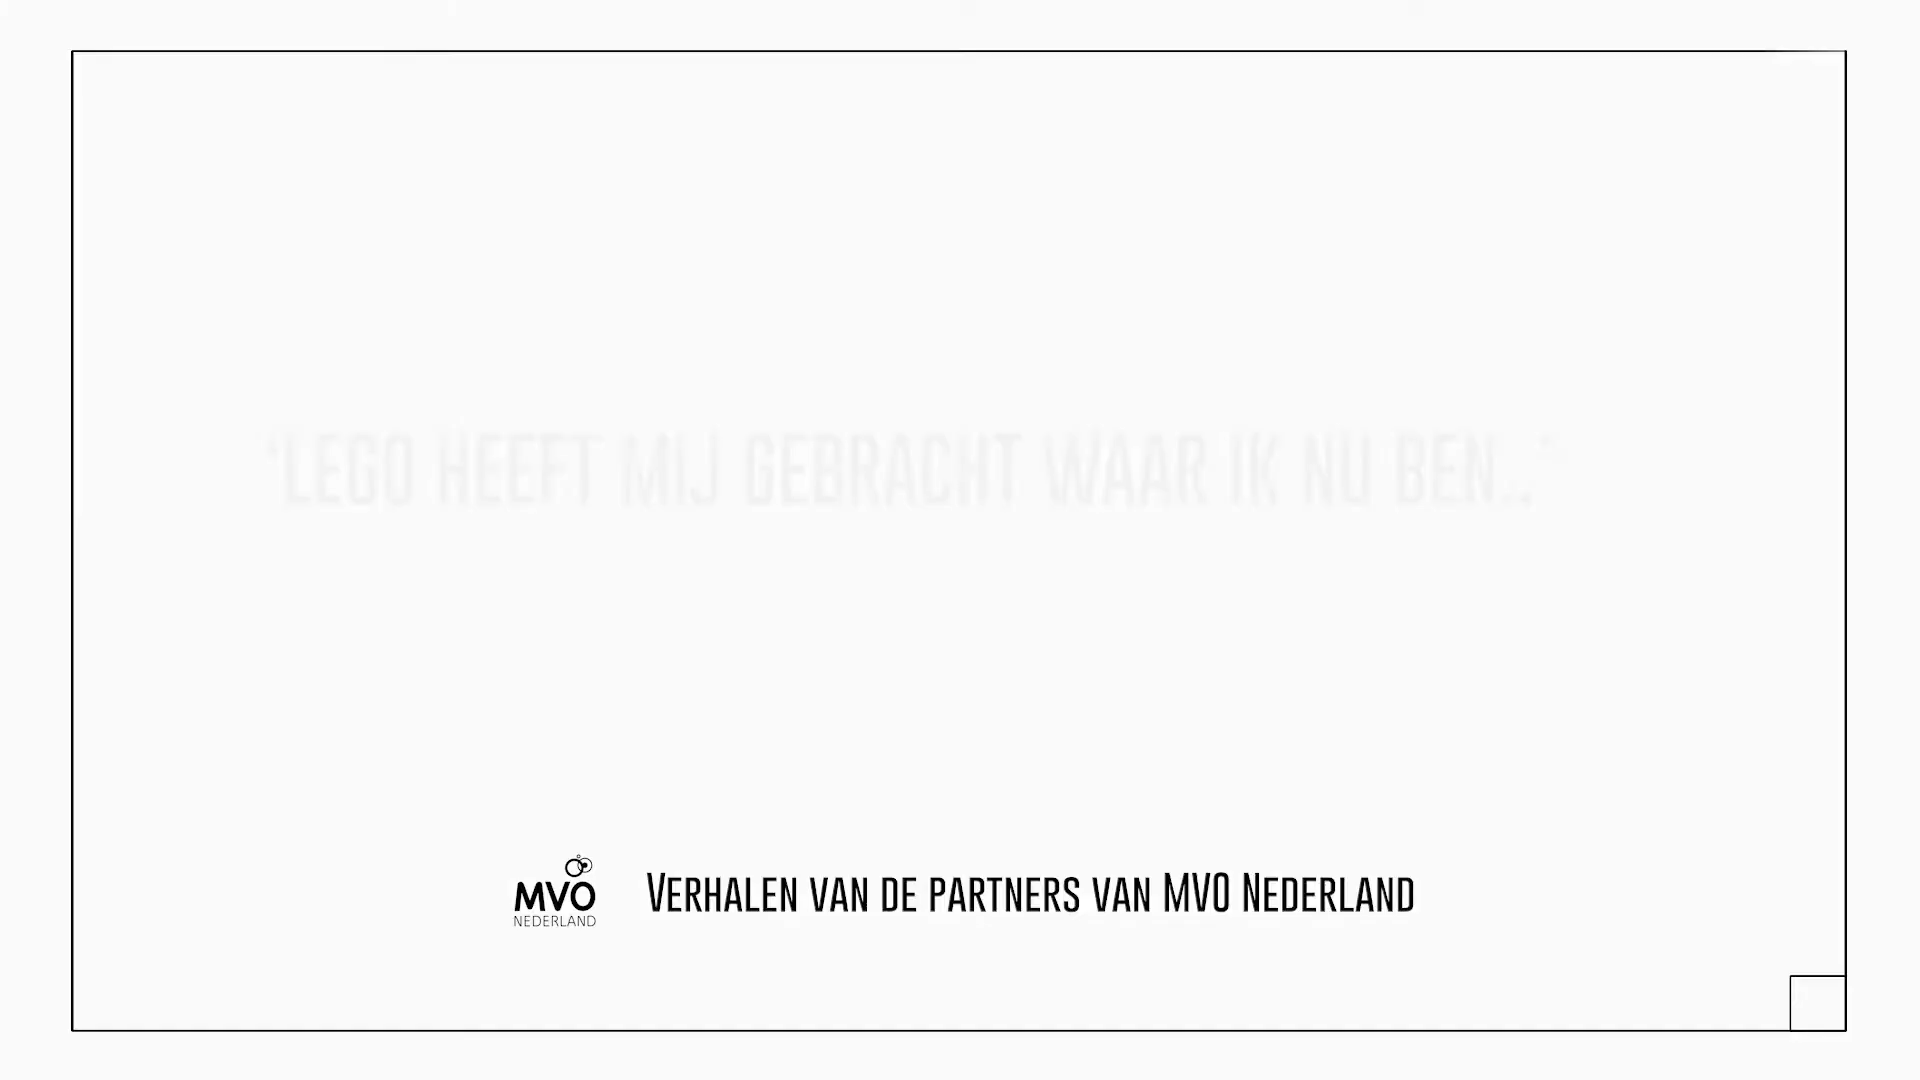 'LEGO HEEFT MIJ GEBRACHT WAAR IK NU BEN..'
MVO
NEDERLAND
VERHALEN VAN DE PARTNERS VAN MVO NEDERLAND